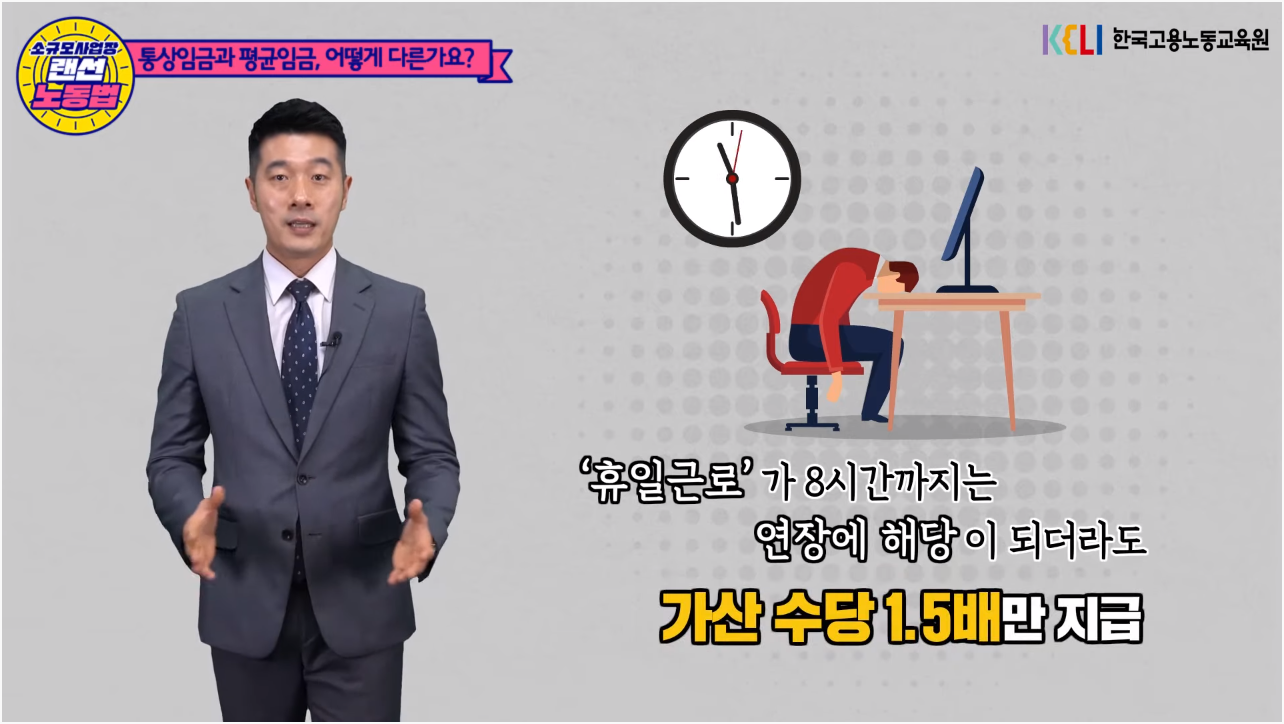 소규모사업장
랜선
노동법
통상임금과 평균임금, 어떻게 다른가요?
KELI 한국고용노동교육원
‘휴일근로’가 8시간까지는
연장에 해당이 되더라도
가산 수당 1.5배만 지급